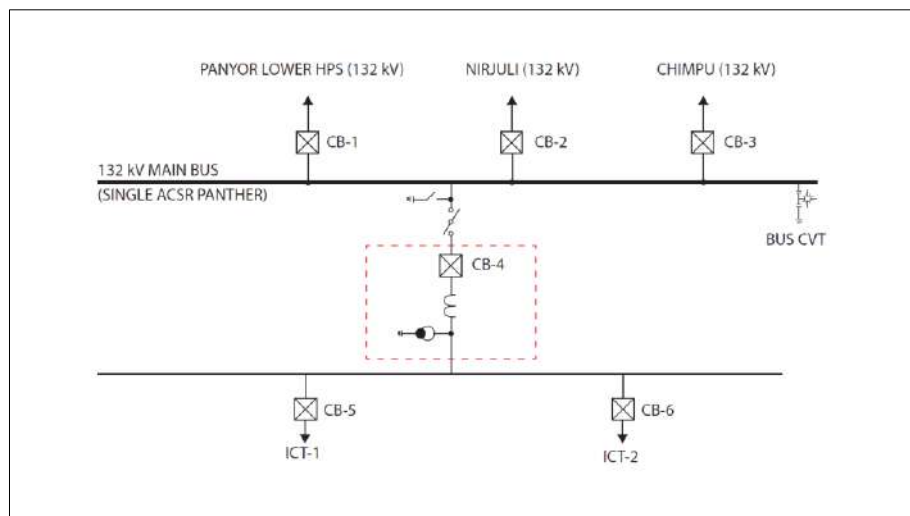 PANYOR LOWER HPS (132 kV)
NIRJULI (132 kV)
CHIMPU (132 kV)
CB-1
CB-2
CB-3
132 kV MAIN BUS
(SINGLE ACSR PANTHER)
BUS CVT
CB-4
CB-5
CB-6
ICT-1
ICT-2